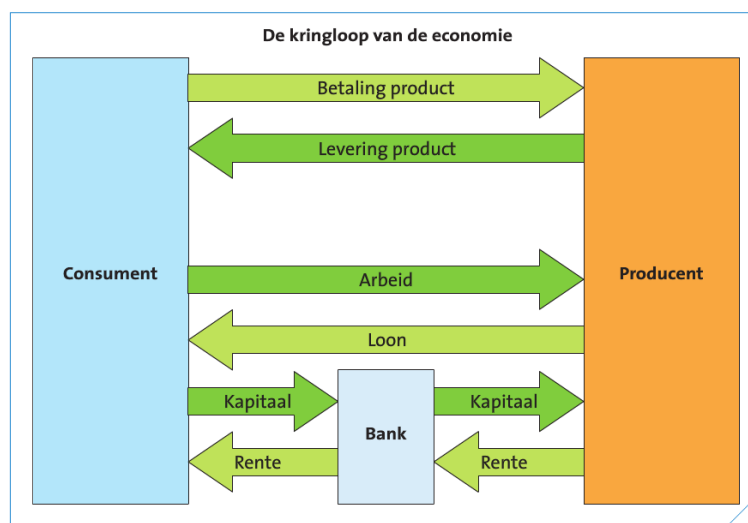 De kringloop van de economie
Betaling product
Levering product
Consument
Arbeid
Producent
Loon
Kapitaal
Bank
Kapitaal
Rente
Rente